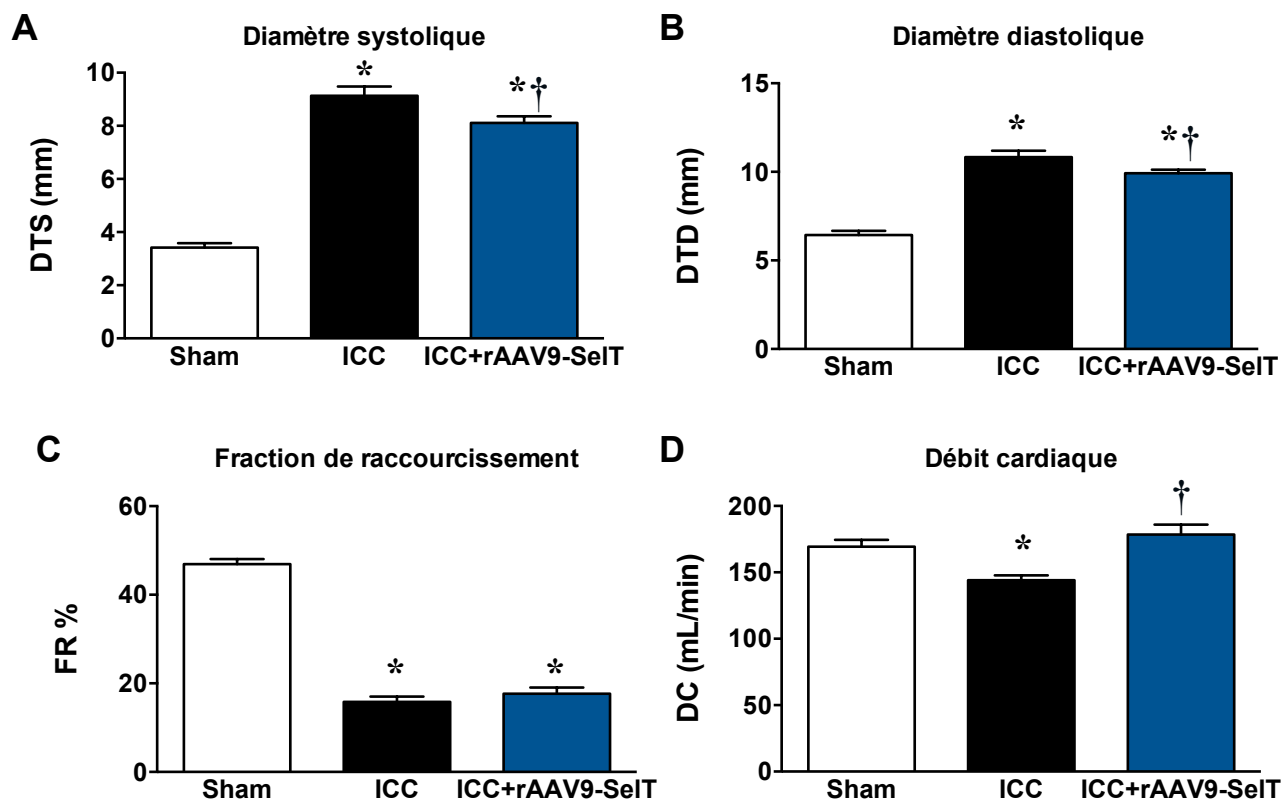 A
Diamètre systolique
DTS (mm)
10
8
6
4
2
0
*
*†
Sham
ICC
ICC+rAAV9-SelT
B
Diamètre diastolique
DTD (mm)
15
10
5
0
*
*†
Sham
ICC
ICC+rAAV9-SelT
C
Fraction de raccourcissement
FR %
60
40
20
0
*
*
Sham
ICC
ICC+rAAV9-SelT
D
Débit cardiaque
DC (mL/min)
200
150
100
50
0
*
†
Sham
ICC
ICC+rAAV9-SelT